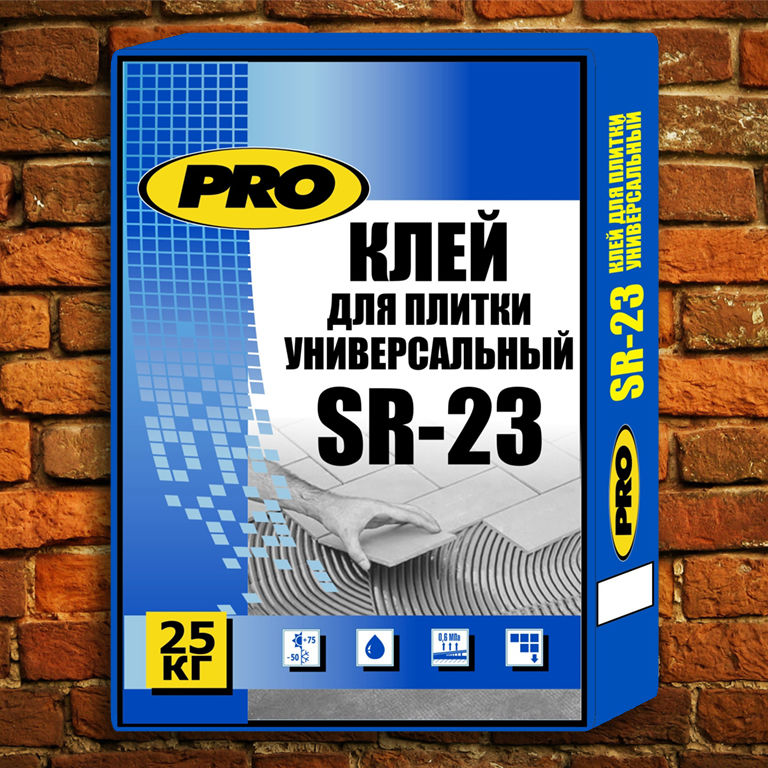 PRO
КЛЕЙ
ДЛЯ ПЛИТКИ
УНИВЕРСАЛЬНЫЙ
SR-23
25
КГ
+75
-50
0,6 МПа
PRO
SR-23
КЛЕЙ ДЛЯ ПЛИТКИ
УНИВЕРСАЛЬНЫЙ